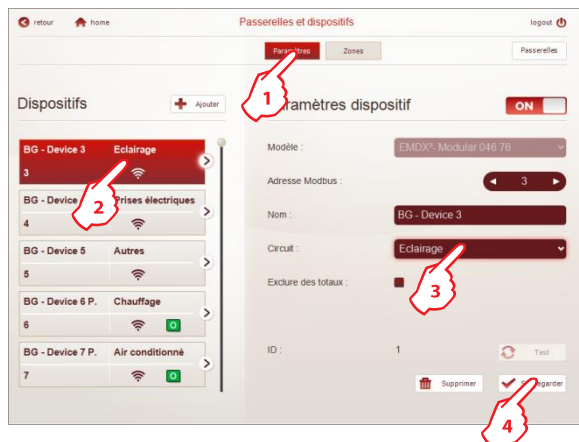 retour home Passerelles et dispositifs logout
Paramètres Zones Passerelles
Dispositifs Ajouter
1
Paramètres dispositif ON
BG - Device 3 Eclairage
3
2
BG - Device Prises électriques
4
BG - Device 5 Autres
5
BG - Device 6 P. Chauffage
6 O
BG - Device 7 P. Air conditionné
7 O
Modèle : EMDX³- Modular 046 76
Adresse Modbus : 3
Nom : BG - Device 3
Circuit : Eclairage
Exclure des totaux :
3
ID : 1 Test
Supprimer Sauvegarder
4